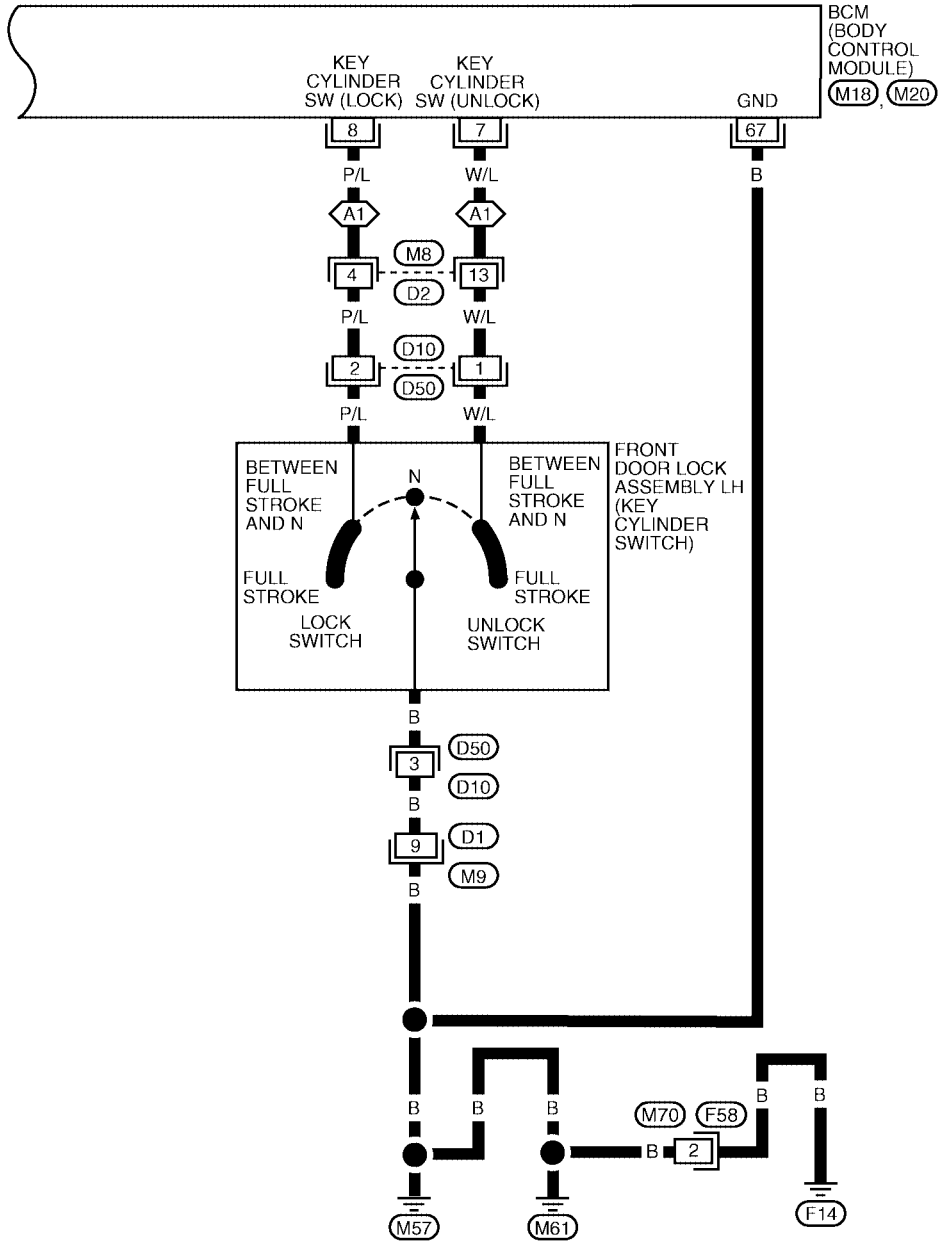 BCM
(BODY
CONTROL
MODULE)
M18, M20
KEY
CYLINDER
SW (LOCK)
KEY
CYLINDER
SW (UNLOCK)
GND
8
7
67
P/L
W/L
B
A1
A1
M8
4
13
D2
P/L
W/L
D10
2
1
D50
P/L
W/L
BETWEEN
FULL
STROKE
AND N
N
BETWEEN
FULL
STROKE
AND N
FRONT
DOOR LOCK
ASSEMBLY LH
(KEY
CYLINDER
SWITCH)
FULL
STROKE
FULL
STROKE
LOCK
SWITCH
UNLOCK
SWITCH
B
D50
3
D10
B
D1
9
M9
B
B
B
B
M70
F58
B
B
B
2
M57
M61
F14